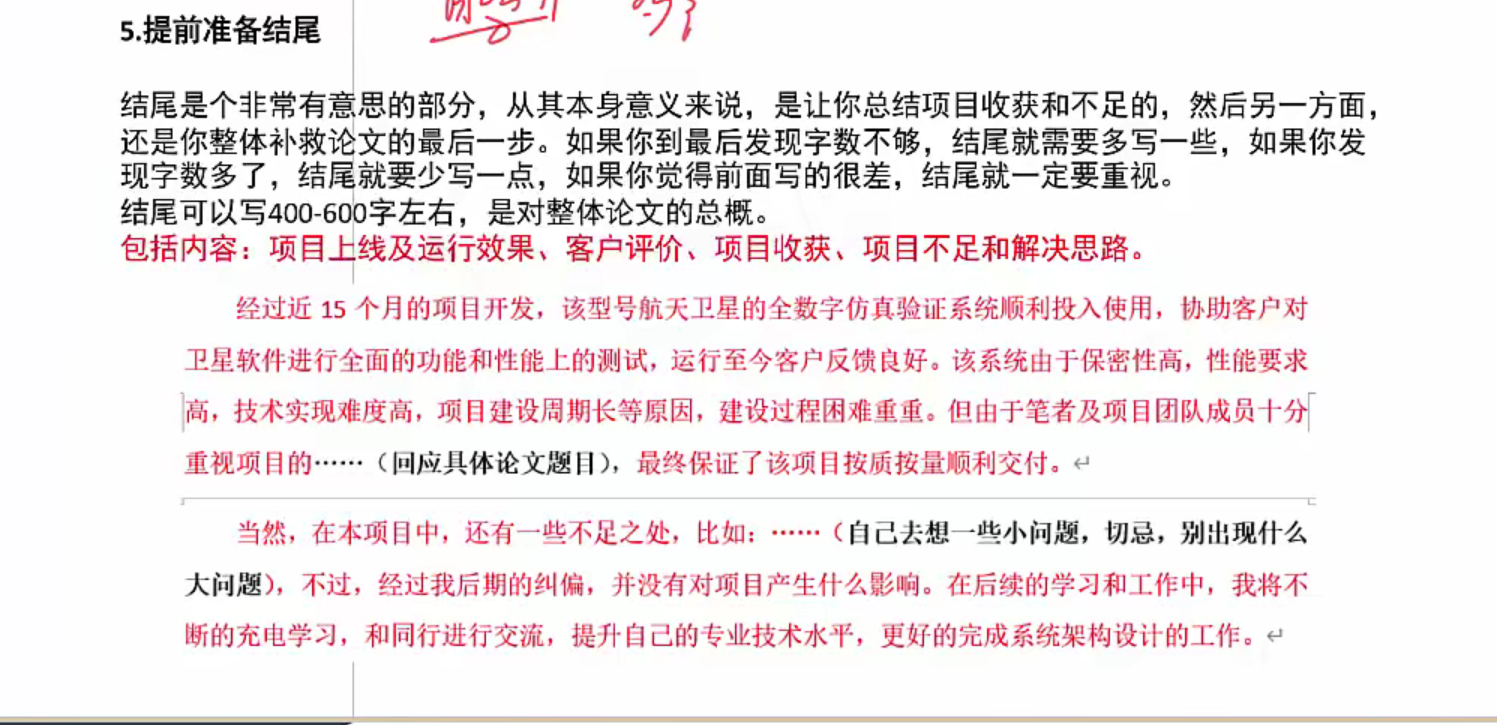 5.提前准备结尾
结尾是个非常有意思的部分，从其本身意义来说，是让你总结项目收获和不足的，然后另一方面，
还是你整体补救论文的最后一步。如果你到最后发现字数不够，结尾就需要多写一些，如果你发
现字数多了，结尾就要少写一点，如果你觉得前面写的很差，结尾就一定要重视。
结尾可以写400-600字左右，是对整体论文的总概。
包括内容：项目上线及运行效果、客户评价、项目收获、项目不足和解决思路。
经过近 15 个月的项目开发，该型号航天卫星的全数字仿真验证系统顺利投入使用，协助客户对
卫星软件进行全面的功能和性能上的测试，运行至今客户反馈良好。该系统由于保密性高，性能要求
高，技术实现难度高，项目建设周期长等原因，建设过程困难重重。但由于笔者及项目团队成员十分
重视项目的……（回应具体论文题目），最终保证了该项目按质按量顺利交付。↵
当然，在本项目中，还有一些不足之处，比如：……（自己去想一些小问题，切忌，别出现什么
大问题），不过，经过我后期的纠偏，并没有对项目产生什么影响。在后续的学习和工作中，我将不
断的充电学习，和同行进行交流，提升自己的专业技术水平，更好的完成系统架构设计的工作。↵